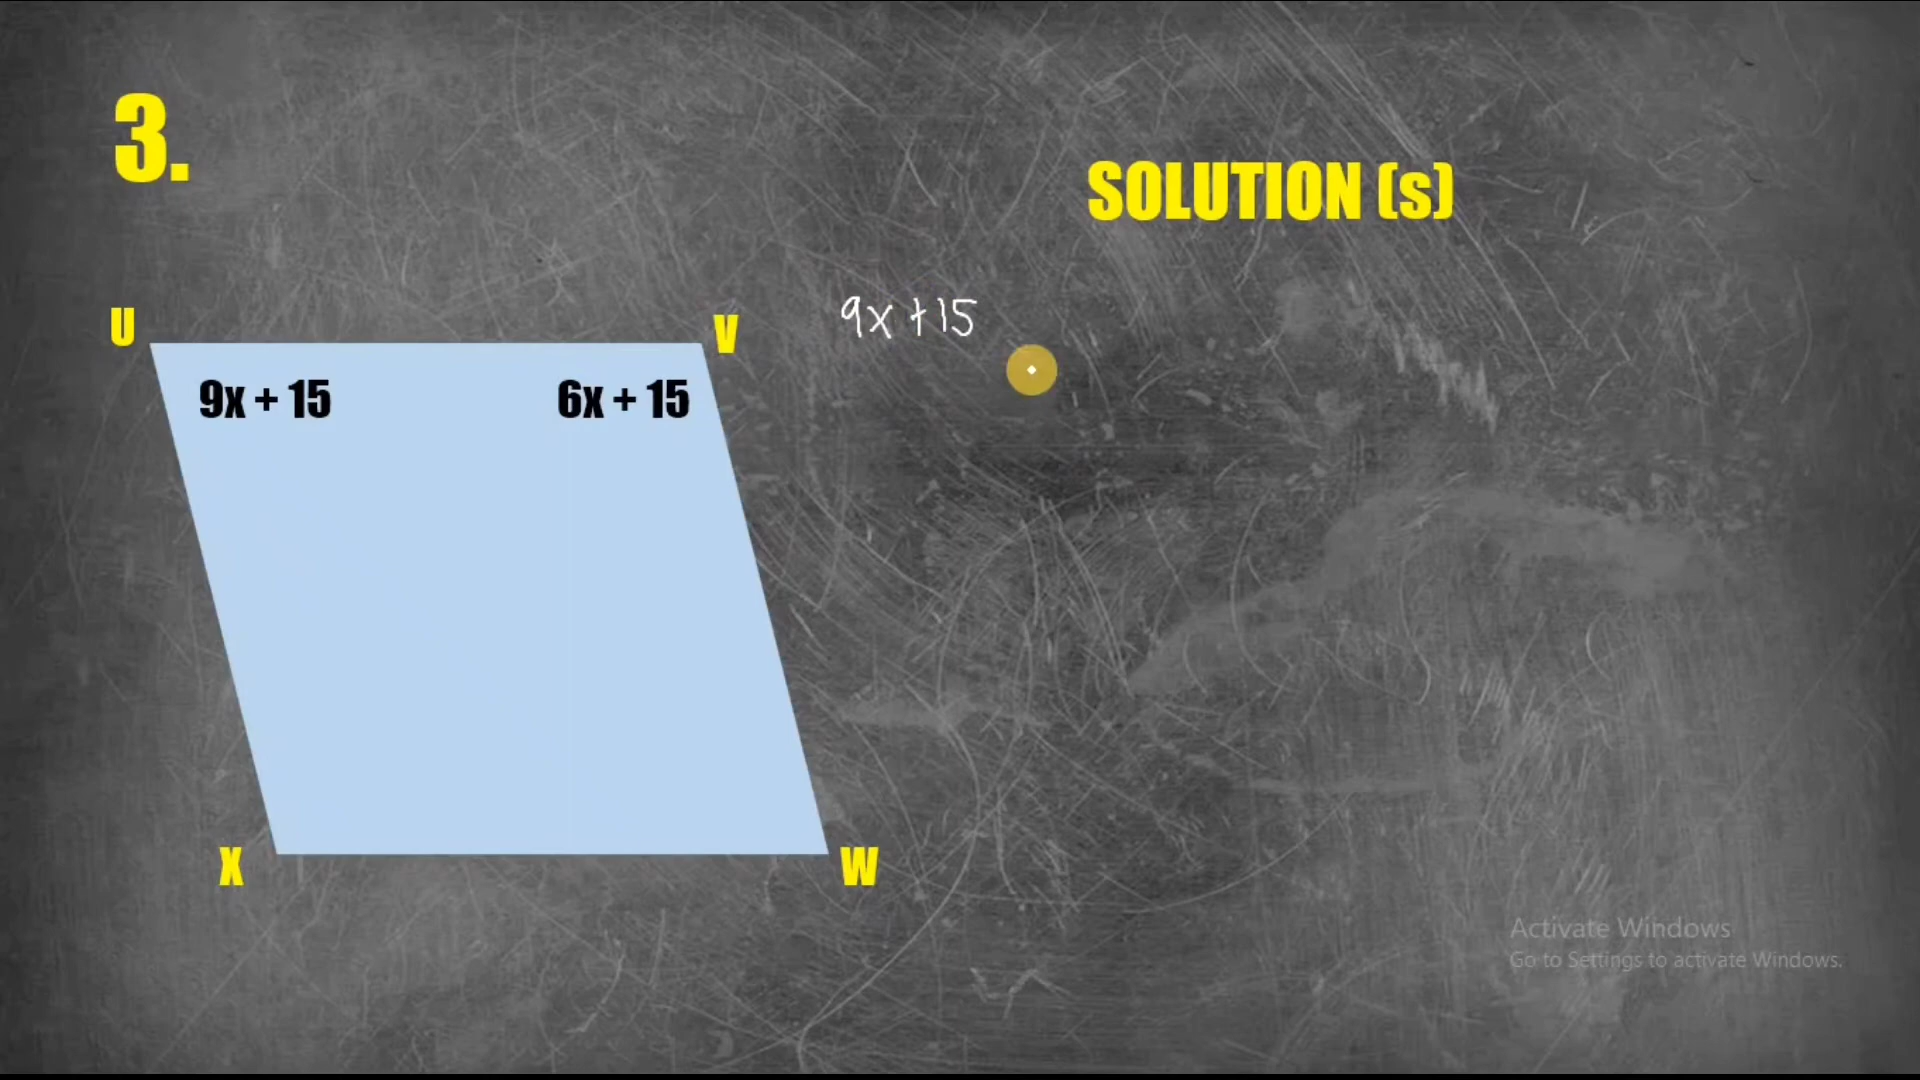 3.
SOLUTION (s)
U
V
9x + 15
9x + 15
6x + 15
X
W
Activate Windows
Go to Settings to activate Windows.